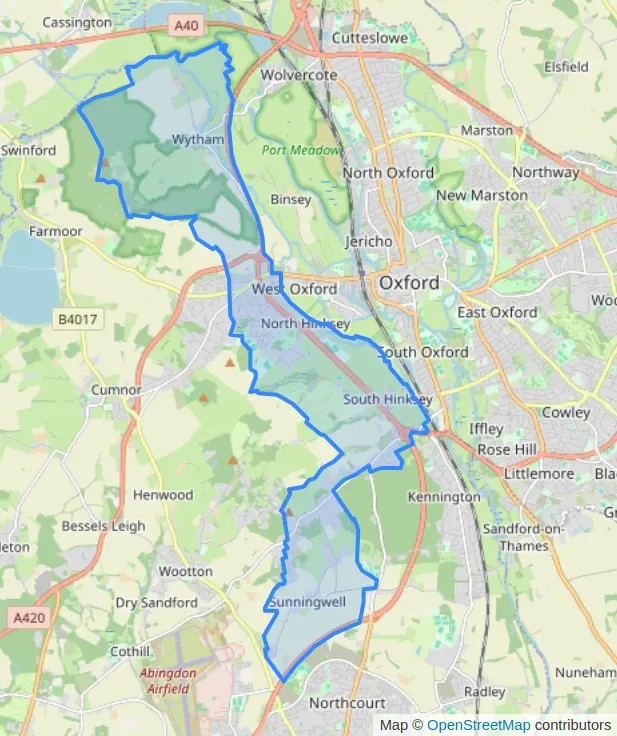 Cassington
A40
Cutteslowe
Elsfield
Wolvercote
Marston
Wytham
Swinford
Port Meadow
North Oxford
Northway
New Marston
Binsey
Farmoor
Jericho
Oxford
West Oxford
Woo
East Oxford
B4017
North Hinksey
South Oxford
Cumnor
South Hinksey
Cowley
Iffley
Rose Hill
Littlemore
Bla
Henwood
Kennington
Gr
Bessels Leigh
Sandford-on-
Thames
leton
Wootton
Dry Sandford
Sunningwell
A420
Cothill
Abingdon
Airfield
Nuneham
Radley
Northcourt
Map © OpenStreetMap contributors